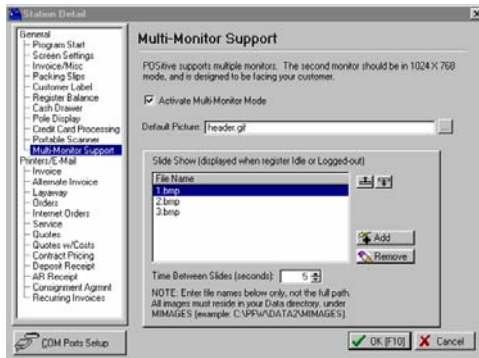 Station Detail
General
Program Start
Screen Settings
Invoice/Misc
Packing Slips
Customer Label
Register Balance
Cash Drawer
Pole Display
Credit Card Processing
Portable Scanner
Multi-Monitor Support
Printers/E-Mail
Invoice
Alternate Invoice
Layaway
Orders
Internet Orders
Service
Quotes
Quotes w/Costs
Contract Pricing
Deposit Receipt
AR Receipt
Consignment Agrmnt
Recurring Invoices
COM Ports Setup
Multi-Monitor Support
POSitive supports multiple monitors. The second monitor should be in 1024 X 768
mode, and is designed to be facing your customer.
Activate Multi-Monitor Mode
Default Picture: header.gif
...
Slide Show (displayed when register Idle or Logged-out)
File Name
1.bmp
2.bmp
3.bmp
Add
Remove
Time Between Slides (seconds): 5
NOTE: Enter file names below only, not the full path.
All images must reside in your Data directory, under
MIMAGES (example: C:\PFW\DATA2\MIMAGES).
OK [F10]
Cancel